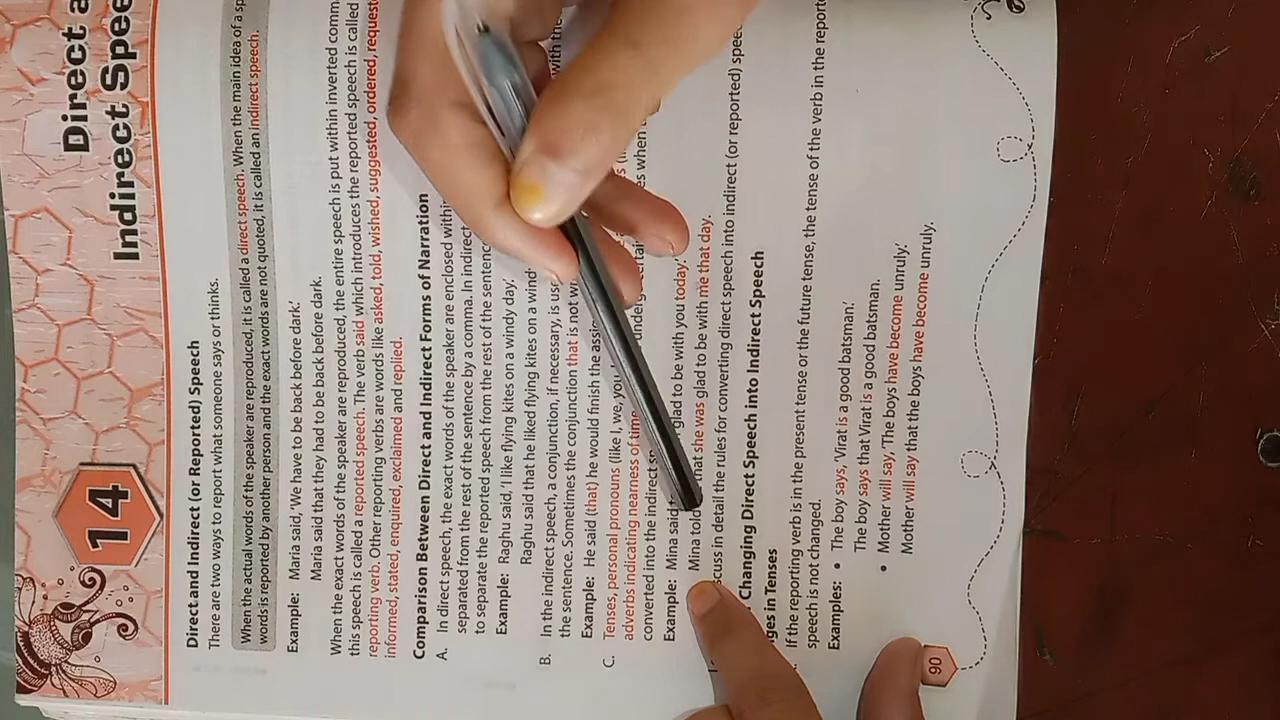 14
Direct a
Indirect Spee
Direct and Indirect (or Reported) Speech
There are two ways to report what someone says or thinks.
When the actual words of the speaker are reproduced, it is called a direct speech. When the main idea of a sp
words is reported by another person and the exact words are not quoted, it is called an indirect speech.
Example: Maria said, 'We have to be back before dark.'
Maria said that they had to be back before dark.
When the exact words of the speaker are reproduced, the entire speech is put within inverted comm
this speech is called a reported speech. The verb said which introduces the reported speech is called
reporting verb. Other reporting verbs are words like asked, told, wished, suggested, ordered, request
informed, stated, enquired, exclaimed and replied.
Comparison Between Direct and Indirect Forms of Narration
A. In direct speech, the exact words of the speaker are enclosed withi
separated from the rest of the sentence by a comma. In indirect
to separate the reported speech from the rest of the sentence
Example: Raghu said, 'I like flying kites on a windy day.'
Raghu said that he liked flying kites on a wind
B. In the indirect speech, a conjunction, if necessary, is use with the
the sentence. Sometimes the conjunction that is not w
Example: He said (that) he would finish the assig
C. Tenses, personal pronouns (like I, we, you
adverbs indicating nearness of time
converted into the indirect
Example: Mina said glad to be with you today.'
Mina told that she was glad to be with me that day.
scuss in detail the rules for converting direct speech into indirect (or reported) spee
Changing Direct Speech into Indirect Speech
ges in Tenses
If the reporting verb is in the present tense or the future tense, the tense of the verb in the reporte
speech is not changed.
Examples: • The boy says, 'Virat is a good batsman.'
The boy says that Virat is a good batsman.
• Mother will say, 'The boys have become unruly.'
Mother will say that the boys have become unruly.
90